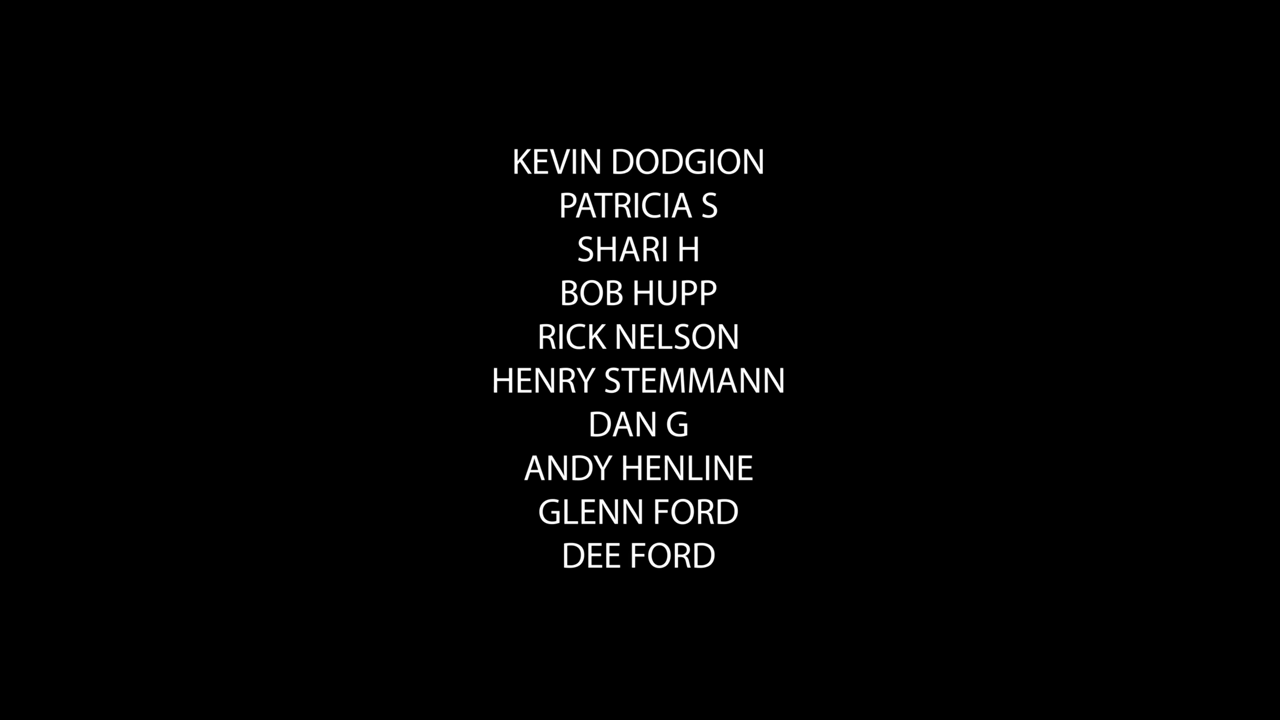 KEVIN DODGION
PATRICIA S
SHARI H
BOB HUPP
RICK NELSON
HENRY STEMMANN
DAN G
ANDY HENLINE
GLENN FORD
DEE FORD